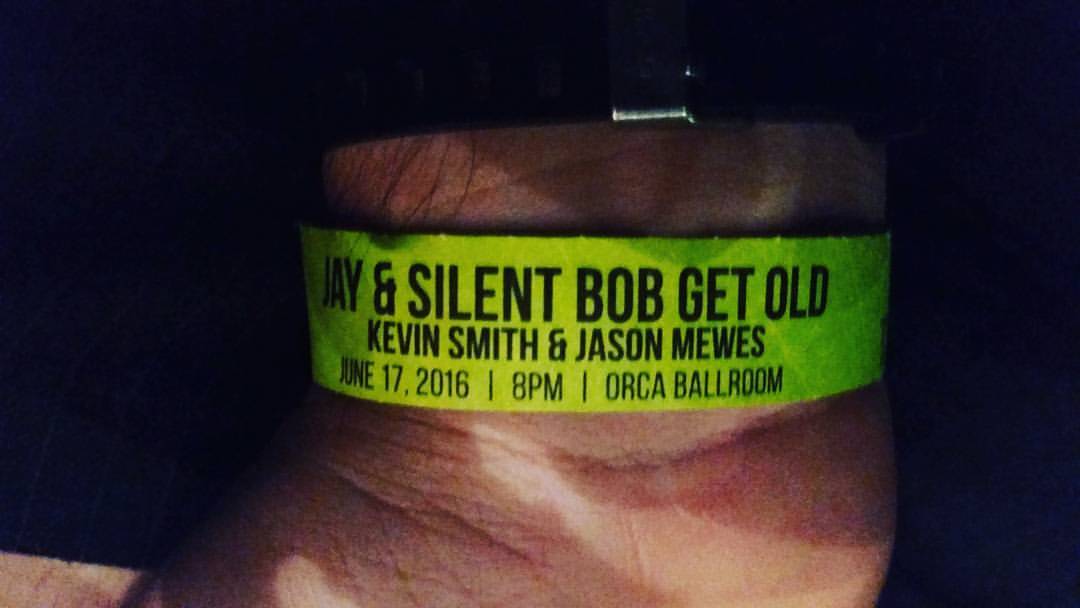 JAY & SILENT BOB GET OLD
KEVIN SMITH & JASON MEWES
JUNE 17, 2016 | 8PM | ORCA BALLROOM